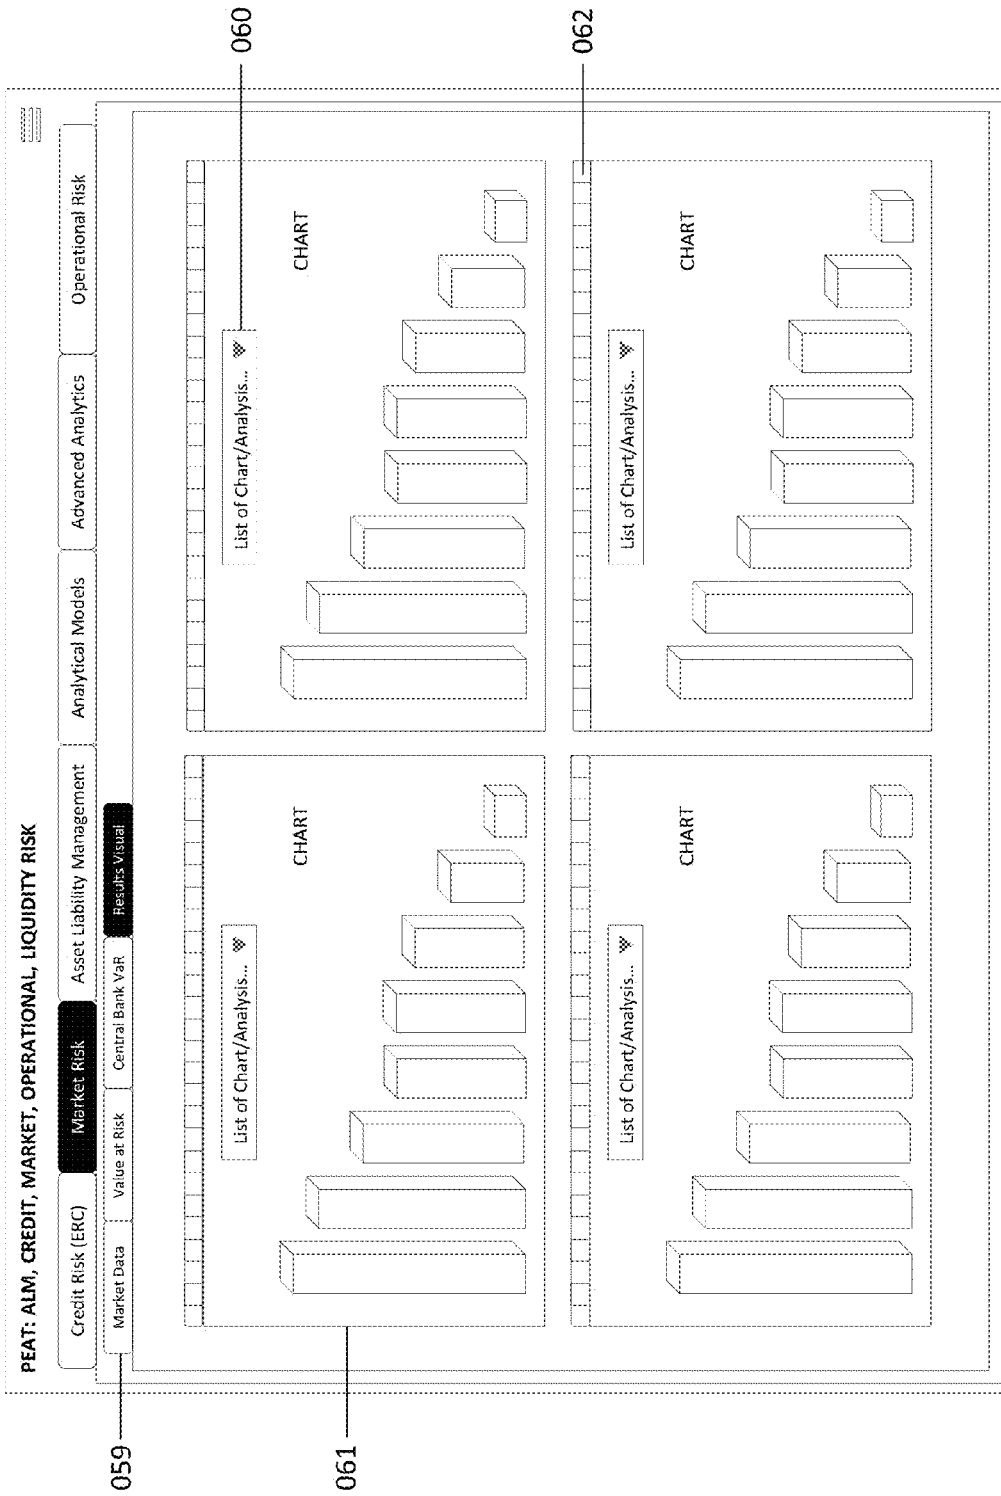 PEAT: ALM, CREDIT, MARKET, OPERATIONAL, LIQUIDITY RISK
Credit Risk (ERC) Market Risk Asset Liability Management Analytical Models Advanced Analytics Operational Risk
059 Market Data Value at Risk Central Bank VaR Results Visual
List of Chart/Analysis... List of Chart/Analysis... 060
CHART CHART
061
062
List of Chart/Analysis... List of Chart/Analysis...
CHART CHART